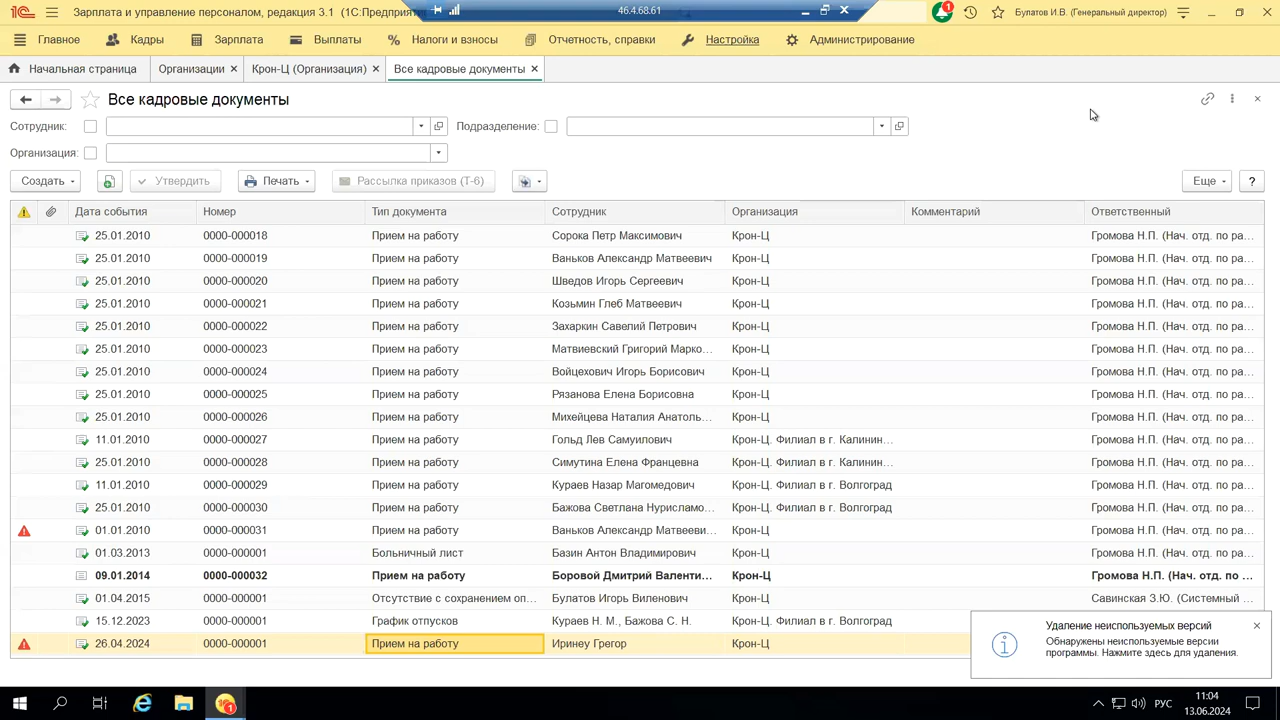 Зарплата и управление персоналом, редакция 3.1 (1С:Предприятие
46.4.68.61
1
Булатов И.В. (Генеральный директор)
Главное Кадры Зарплата Выплаты Налоги и взносы Отчетность, справки Настройка Администрирование
Начальная страница Организации Крон-Ц (Организация) Все кадровые документы
Все кадровые документы
Сотрудник: Подразделение:
Организация:
Создать Утвердить Печать Рассылка приказов (Т-6) Еще ?
Дата события Номер Тип документа Сотрудник Организация Комментарий Ответственный
25.01.2010 0000-000018 Прием на работу Сорока Петр Максимович Крон-Ц Громова Н.П. (Нач. отд. по ра...
25.01.2010 0000-000019 Прием на работу Ваньков Александр Матвеевич Крон-Ц Громова Н.П. (Нач. отд. по ра...
25.01.2010 0000-000020 Прием на работу Шведов Игорь Сергеевич Крон-Ц Громова Н.П. (Нач. отд. по ра...
25.01.2010 0000-000021 Прием на работу Козьмин Глеб Матвеевич Крон-Ц Громова Н.П. (Нач. отд. по ра...
25.01.2010 0000-000022 Прием на работу Захаркин Савелий Петрович Крон-Ц Громова Н.П. (Нач. отд. по ра...
25.01.2010 0000-000023 Прием на работу Матвиевский Григорий Марко... Крон-Ц Громова Н.П. (Нач. отд. по ра...
25.01.2010 0000-000024 Прием на работу Войцехович Игорь Борисович Крон-Ц Громова Н.П. (Нач. отд. по ра...
25.01.2010 0000-000025 Прием на работу Рязанова Елена Борисовна Крон-Ц Громова Н.П. (Нач. отд. по ра...
25.01.2010 0000-000026 Прием на работу Михейцева Наталия Анатоль... Крон-Ц Громова Н.П. (Нач. отд. по ра...
11.01.2010 0000-000027 Прием на работу Гольд Лев Самуилович Крон-Ц. Филиал в г. Калинин... Громова Н.П. (Нач. отд. по ра...
25.01.2010 0000-000028 Прием на работу Симутина Елена Францевна Крон-Ц. Филиал в г. Калинин... Громова Н.П. (Нач. отд. по ра...
11.01.2010 0000-000029 Прием на работу Кураев Назар Магомедович Крон-Ц. Филиал в г. Волгоград Громова Н.П. (Нач. отд. по ра...
25.01.2010 0000-000030 Прием на работу Бажова Светлана Нурисламо... Крон-Ц. Филиал в г. Волгоград Громова Н.П. (Нач. отд. по ра...
01.01.2010 0000-000031 Прием на работу Ваньков Александр Матвееви... Крон-Ц Громова Н.П. (Нач. отд. по ра...
01.03.2013 0000-000001 Больничный лист Базин Антон Владимирович Крон-Ц Громова Н.П. (Нач. отд. по ра...
09.01.2014 0000-000032 Прием на работу Боровой Дмитрий Валенти... Крон-Ц Громова Н.П. (Нач. отд. по ...
01.04.2015 0000-000001 Отсутствие с сохранением оп... Булатов Игорь Виленович Крон-Ц Савинская З.Ю. (Системный ...
15.12.2023 0000-000001 График отпусков Кураев Н. М., Бажова С. Н. Крон-Ц. Филиал в г. Волгоград
26.04.2024 0000-000001 Прием на работу Иринеу Грегор Крон-Ц
Удаление неиспользуемых версий
Обнаружены неиспользуемые версии
программы. Нажмите здесь для удаления.
1
РУС
11:04
13.06.2024